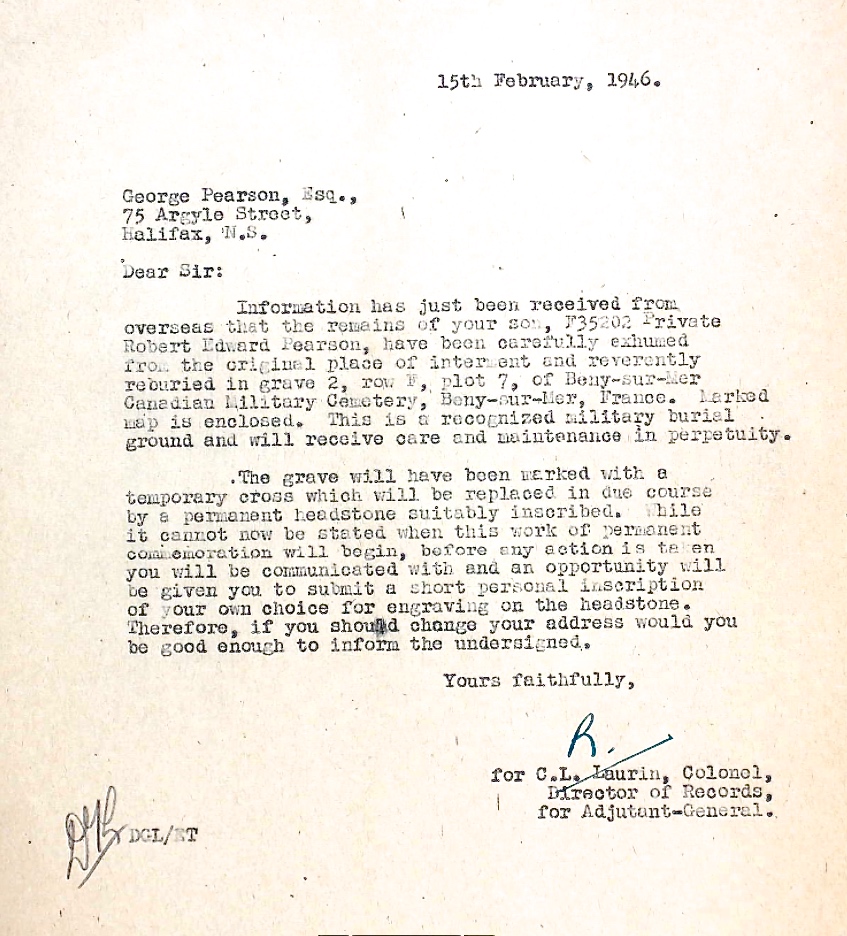 15th February, 1946.
George Pearson, Esq.,
75 Argyle Street,
Halifax, N.S.
Dear Sir:
Information has just been received from
overseas that the remains of your son, F35202 Private
Robert Edward Pearson, have been carefully exhumed
from the original place of interment and reverently
reburied in grave 2, row F, plot 7, of Beny-sur-Mer
Canadian Military Cemetery, Beny-sur-Mer, France. Marked
map is enclosed. This is a recognized military burial
ground and will receive care and maintenance in perpetuity.
The grave will have been marked with a
temporary cross which will be replaced in due course
by a permanent headstone suitably inscribed. While
it cannot now be stated when this work of permanent
commemoration will begin, before any action is taken
you will be communicated with and an opportunity will
be given you to submit a short personal inscription
of your own choice for engraving on the headstone.
Therefore, if you should change your address would you
be good enough to inform the undersigned.
Yours faithfully,
R.
for C.L. Laurin, Colonel,
Director of Records,
for Adjutant-General.
DGL/ET